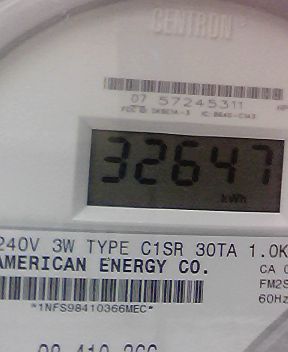 CENTRON
07 57245311
32647
kWh
240V 3W TYPE C1SR 30TA 1.0K
AMERICAN ENERGY CO.
CA
FM2S
60Hz
*1NFS98410366MEC*